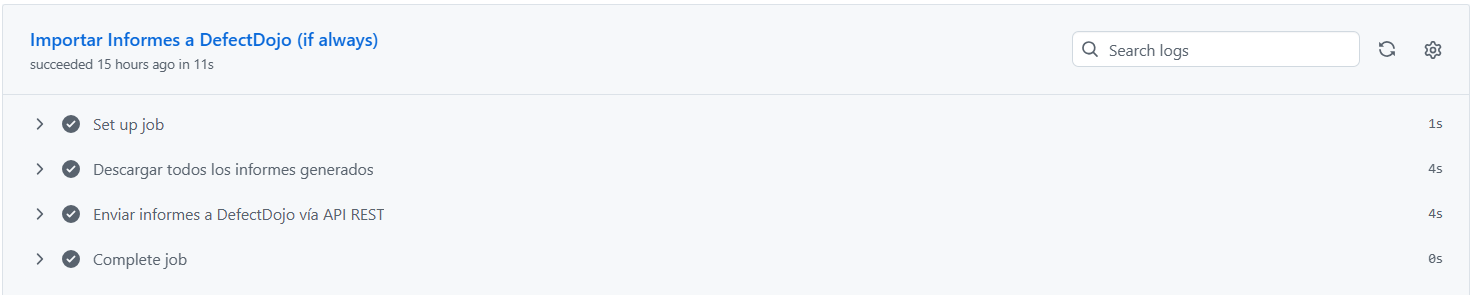 Importar Informes a DefectDojo (if always)
succeeded 15 hours ago in 11s
Search logs
Set up job 1s
Descargar todos los informes generados 4s
Enviar informes a DefectDojo vía API REST 4s
Complete job 0s